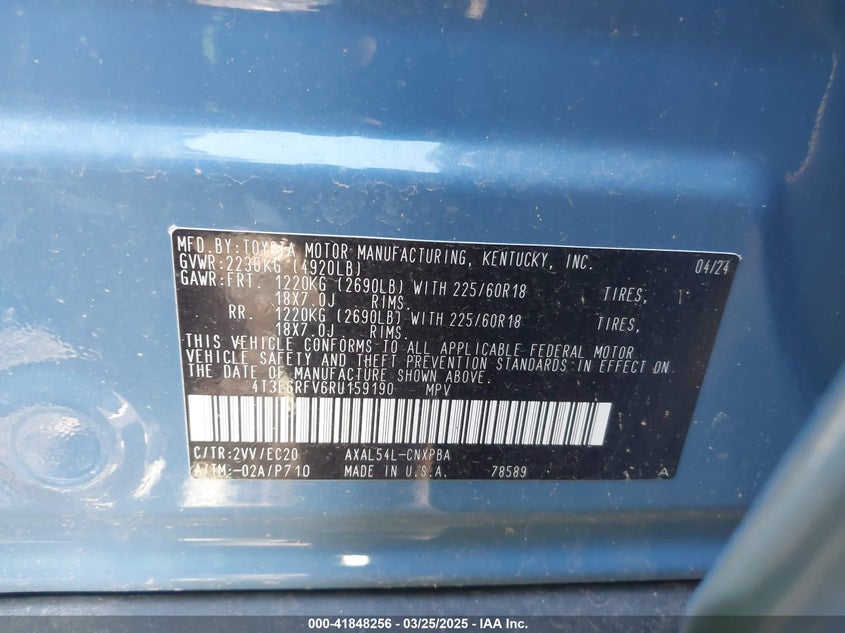 MFD.BY:TOYOTA MOTOR MANUFACTURING, KENTUCKY, INC. 04/24
GVWR:2230KG (4920LB)
GAWR:FRT. 1220KG (2690LB) WITH 225/60R18 TIRES,
18X7.0J RIMS.
RR. 1220KG (2690LB) WITH 225/60R18 TIRES,
18X7.0J RIMS.
THIS VEHICLE CONFORMS TO ALL APPLICABLE FEDERAL MOTOR
VEHICLE SAFETY AND THEFT PREVENTION STANDARDS IN EFFECT ON
THE DATE OF MANUFACTURE SHOWN ABOVE.
4T3E6RFV6RU159190 MPV
C/TR:2VV/EC20 AXAL54L-CNXPBA
A/TM:-02A/P710 MADE IN U.S.A. 78589 A
000-41848256 - 03/25/2025 - IAA Inc.